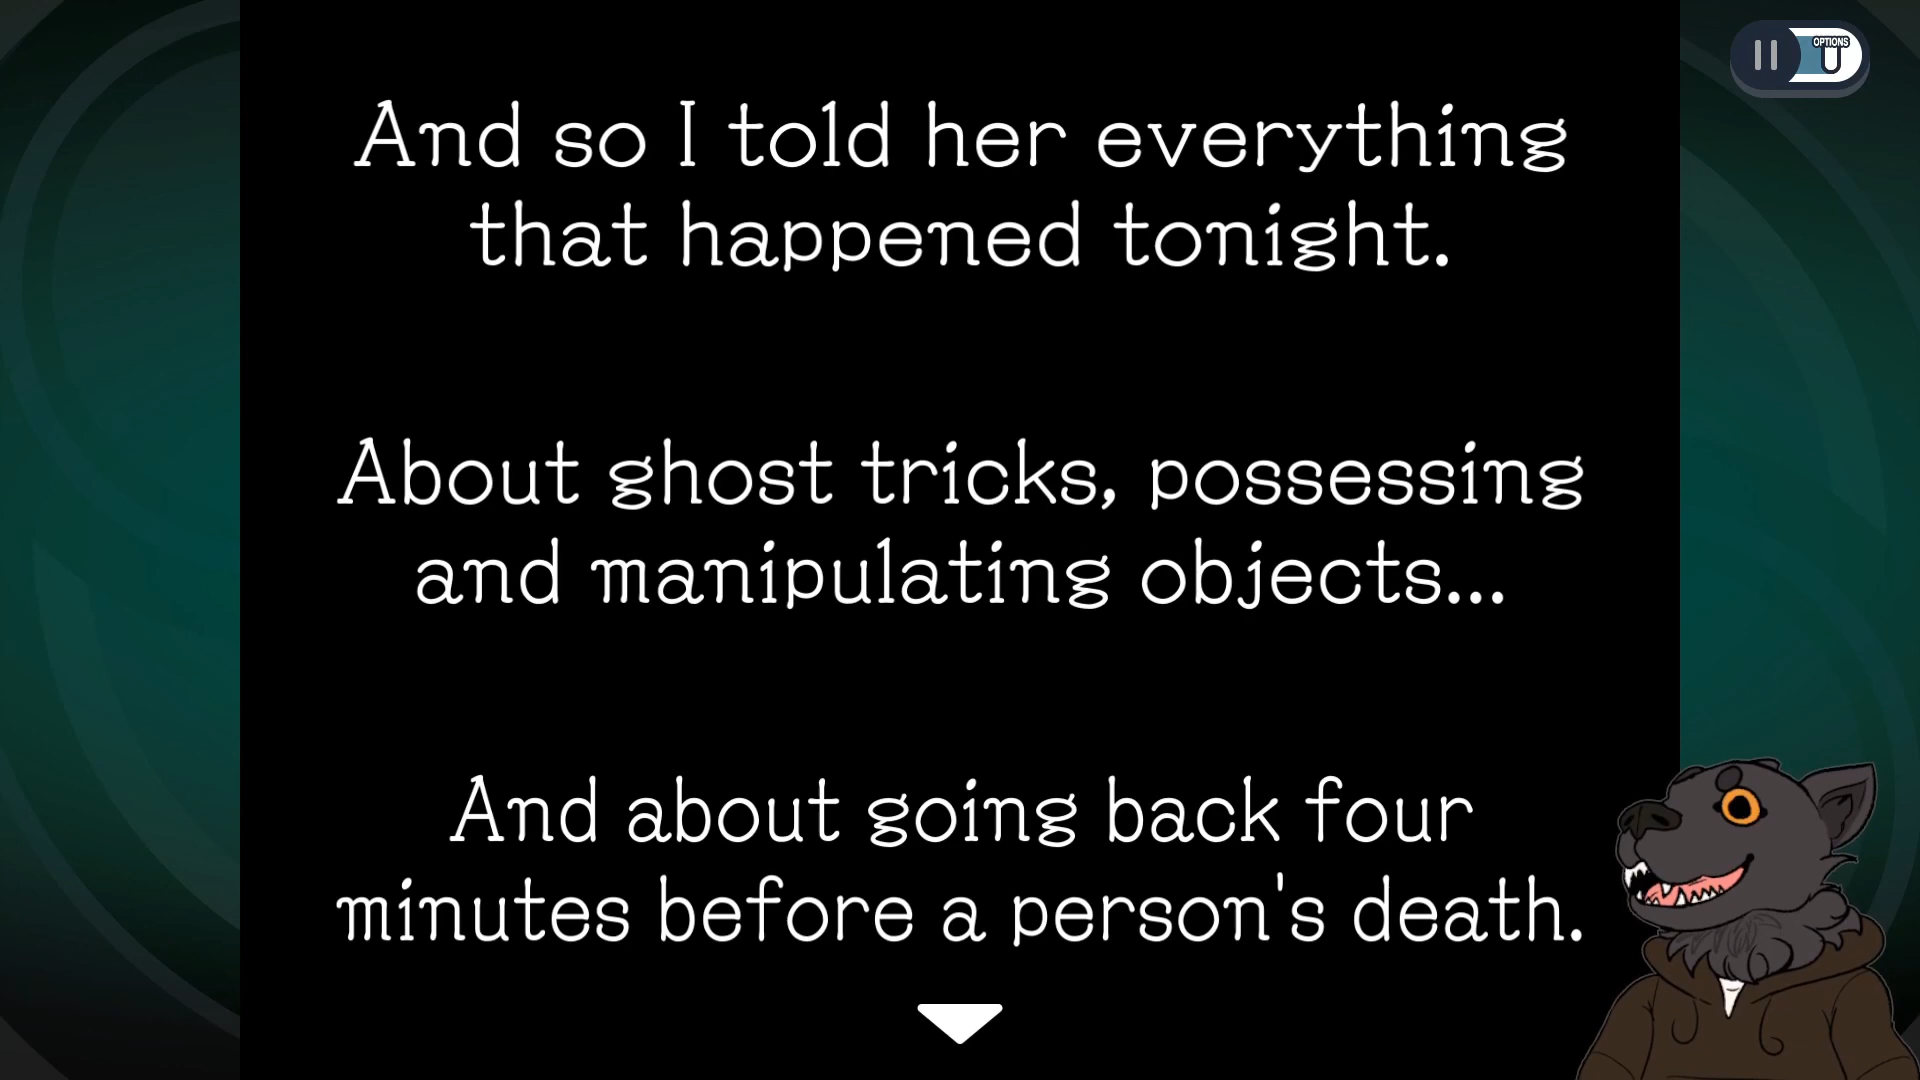 OPTIONS
And so I told her everything
that happened tonight.
About ghost tricks, possessing
and manipulating objects...
And about going back four
minutes before a person's death.